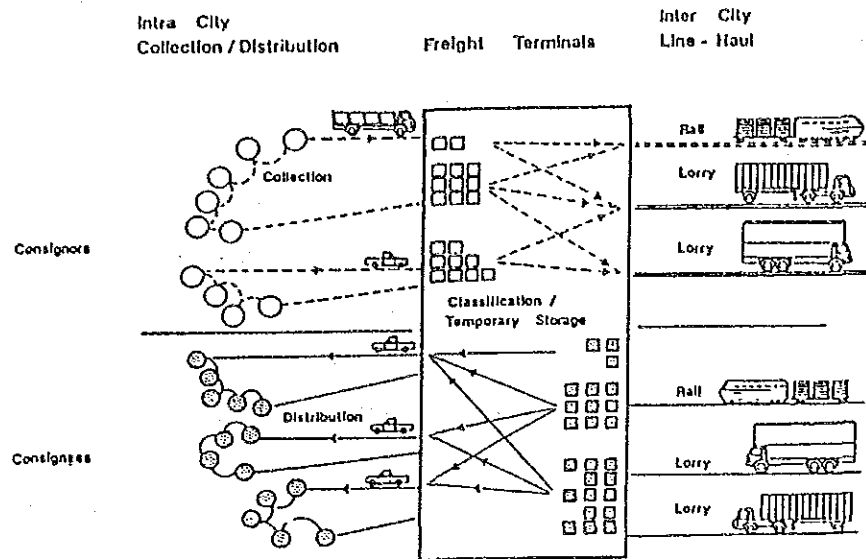 Intra City
Collection / Distribution
Freight Terminals
Inter City
Line - Haul
Rail
Collection
Lorry
Consignors
Lorry
Classification /
Temporary Storage
Rail
Distribution
Consignees
Lorry
Lorry